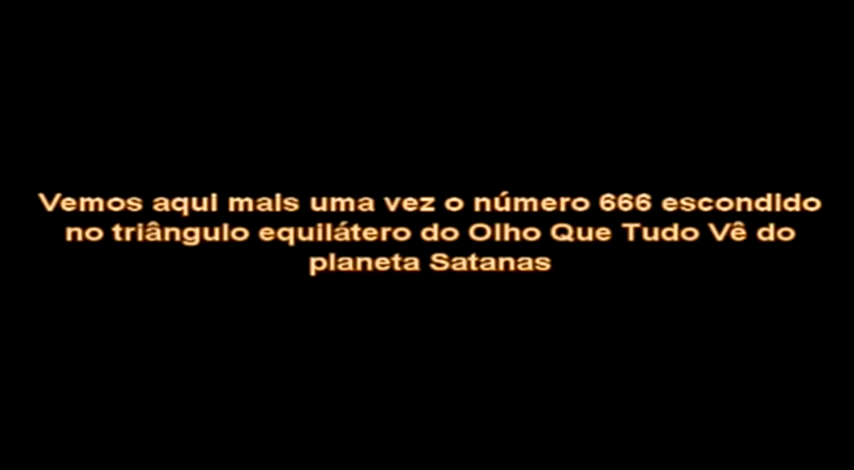 Vemos aqui mais uma vez o número 666 escondido
no triângulo equilátero do Olho Que Tudo Vê do
planeta Satanas